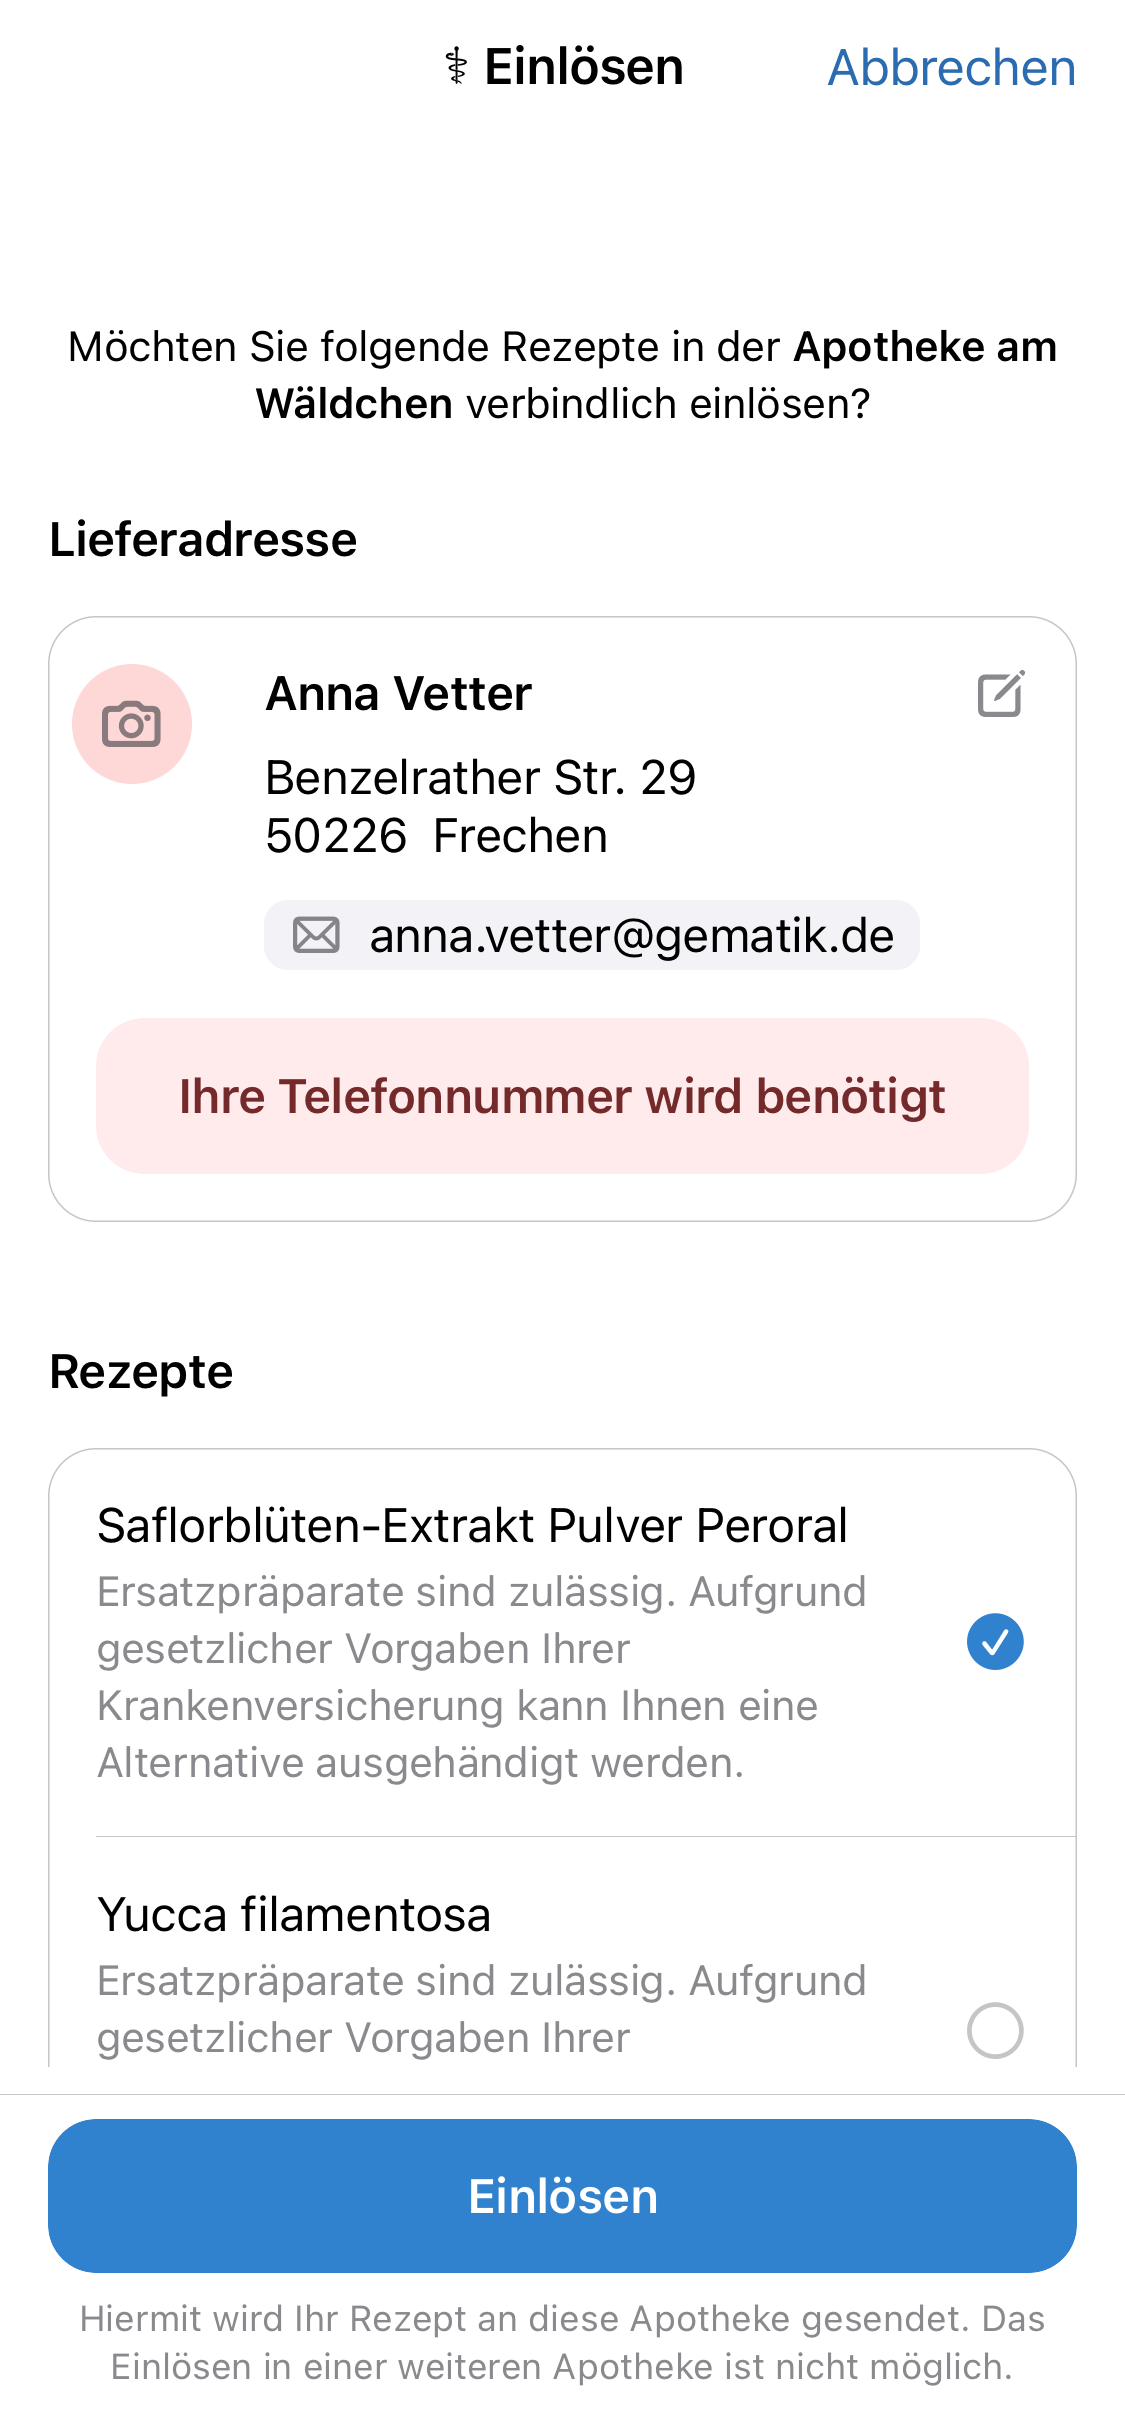 ⚕ Einlösen
Abbrechen
Möchten Sie folgende Rezepte in der Apotheke am
Wäldchen verbindlich einlösen?
Lieferadresse
Anna Vetter
Benzelrather Str. 29
50226 Frechen
anna.vetter@gematik.de
Ihre Telefonnummer wird benötigt
Rezepte
Saflorblüten-Extrakt Pulver Peroral
Ersatzpräparate sind zulässig. Aufgrund
gesetzlicher Vorgaben Ihrer
Krankenversicherung kann Ihnen eine
Alternative ausgehändigt werden.
Yucca filamentosa
Ersatzpräparate sind zulässig. Aufgrund
gesetzlicher Vorgaben Ihrer
Einlösen
Hiermit wird Ihr Rezept an diese Apotheke gesendet. Das
Einlösen in einer weiteren Apotheke ist nicht möglich.